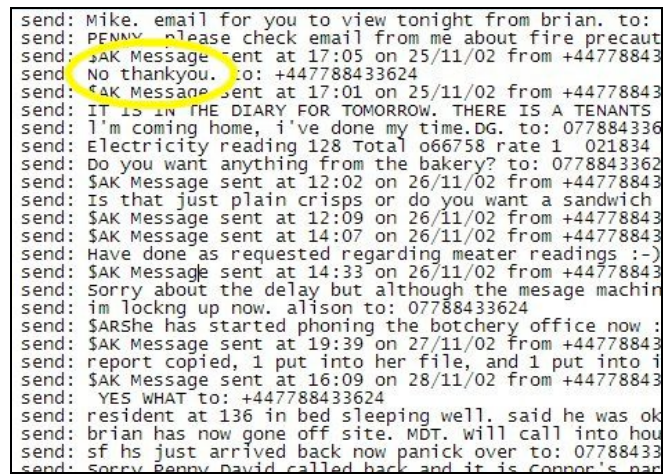 send: Mike. email for you to view tonight from brian. to:
send: PENNY. please check email from me about fire precaut
send: $AK Message sent at 17:05 on 25/11/02 from +44778843
send: No thankyou. to: +447788433624
send: $AK Message sent at 17:01 on 25/11/02 from +44778843
send: IT IS IN THE DIARY FOR TOMORROW. THERE IS A TENANTS
send: I'm coming home, i've done my time.DG. to: 077884336
send: Electricity reading 128 Total o66758 rate 1 021834
send: Do you want anything from the bakery? to: 0778843362
send: $AK Message sent at 12:02 on 26/11/02 from +44778843
send: Is that just plain crisps or do you want a sandwich
send: $AK Message sent at 12:09 on 26/11/02 from +44778843
send: $AK Message sent at 14:07 on 26/11/02 from +44778843
send: Have done as requested regarding meater readings :-)
send: $AK Message sent at 14:33 on 26/11/02 from +44778843
send: Sorry about the delay but although the mesage machin
send: im lockng up now. alison to: 07788433624
send: $ARShe has started phoning the botchery office now :
send: $AK Message sent at 19:39 on 27/11/02 from +44778843
send: report copied, 1 put into her file, and 1 put into i
send: $AK Message sent at 16:09 on 28/11/02 from +44778843
send: YES WHAT to: +447788433624
send: resident at 136 in bed sleeping well. said he was ok
send: brian has now gone off site. MDT. Will call into hou
send: sf hs just arrived back now panick over to: 07788433
send: Sorry Penny David called back and it is Connor's pa